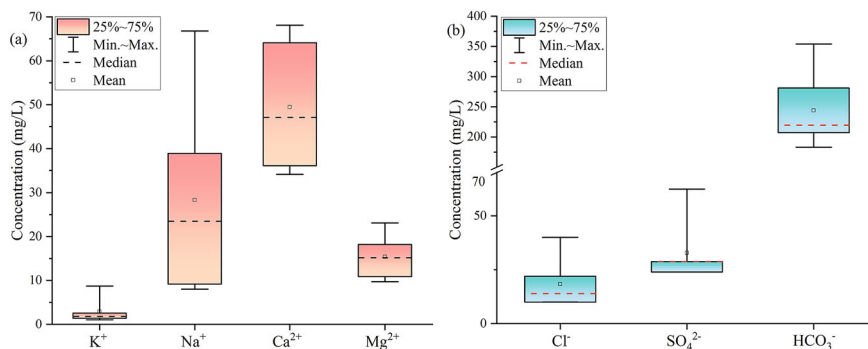 (a)
25%~75%
Min.~Max.
Median
Mean
Concentration (mg/L)
70
60
50
40
30
20
10
0
K⁺
Na⁺
Ca²⁺
Mg²⁺
(b)
25%~75%
Min.~Max.
Median
Mean
Concentration (mg/L)
400
350
300
250
200
70
50
0
Cl⁻
SO₄²⁻
HCO₃⁻